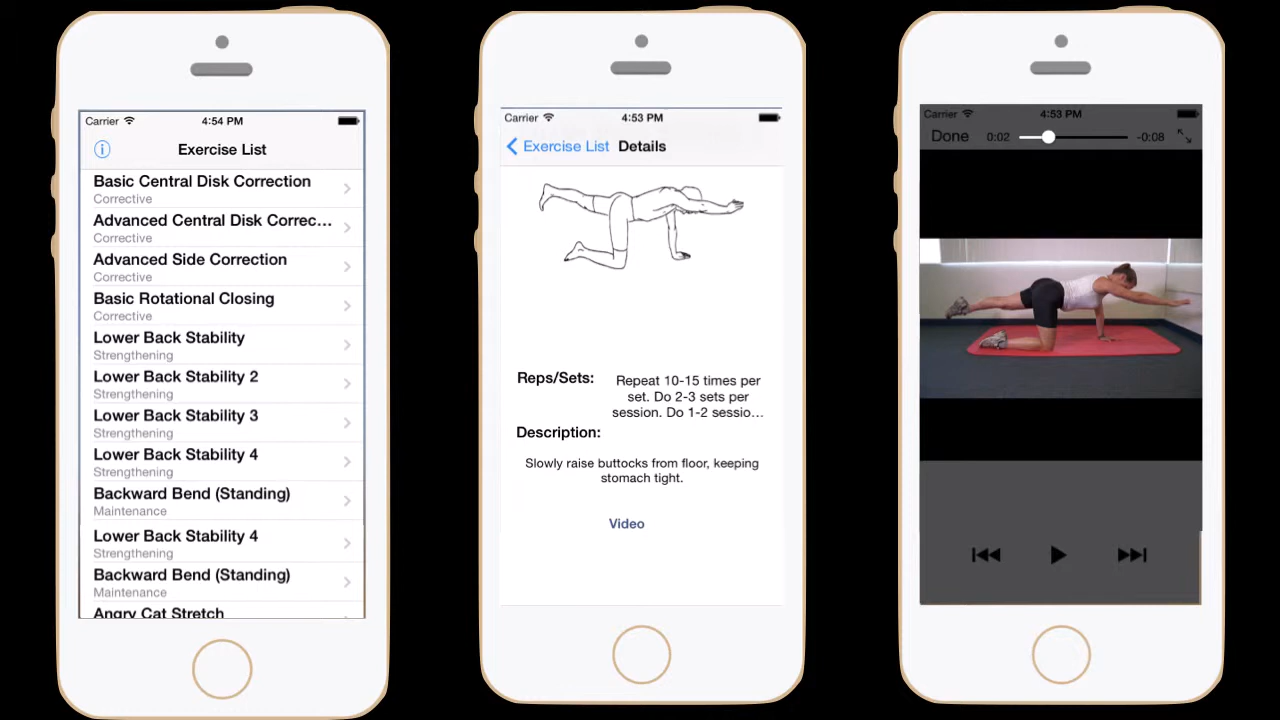 Carrier 4:54 PM
Exercise List
Basic Central Disk Correction
Corrective
Advanced Central Disk Correc...
Corrective
Advanced Side Correction
Corrective
Basic Rotational Closing
Corrective
Lower Back Stability
Strengthening
Lower Back Stability 2
Strengthening
Lower Back Stability 3
Strengthening
Lower Back Stability 4
Strengthening
Backward Bend (Standing)
Maintenance
Lower Back Stability 4
Strengthening
Backward Bend (Standing)
Maintenance
Angry Cat Stretch
Carrier 4:53 PM
Exercise List Details
Reps/Sets: Repeat 10-15 times per
set. Do 2-3 sets per
session. Do 1-2 sessio...
Description:
Slowly raise buttocks from floor, keeping
stomach tight.
Video
Carrier 4:53 PM
Done 0:02 -0:08